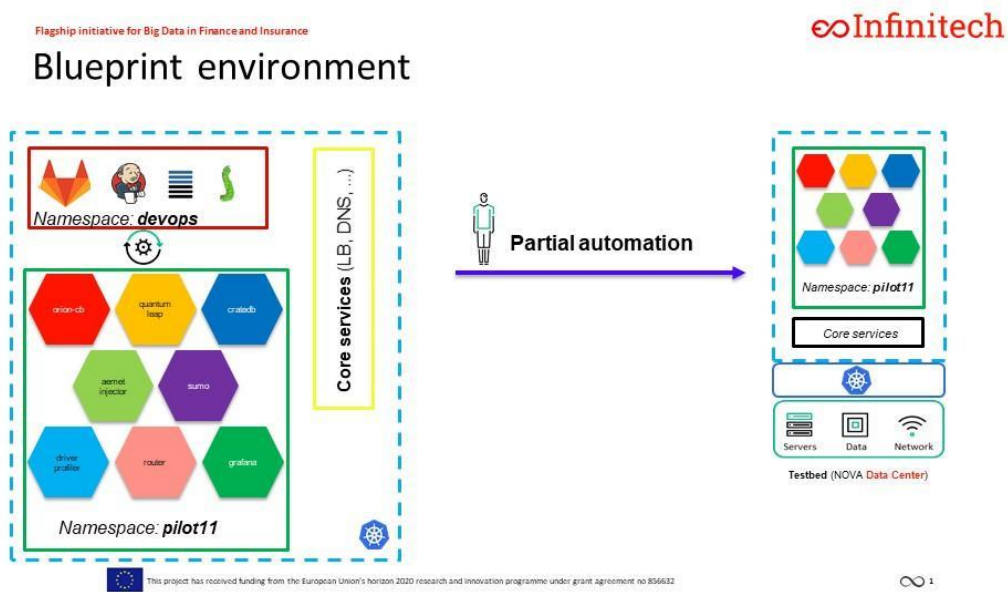 Flagship initiative for Big Data in Finance and Insurance
Infinitech
Blueprint environment
Namespace: devops
Core services (LB, DNS, ...)
orion-cb
quantum
leap
cratedb
aemet
injector
sumo
driver
profiler
router
grafana
Namespace: pilot11
Partial automation
Namespace: pilot11
Core services
Servers
Data
Network
Testbed (NOVA Data Center)
This project has received funding from the European Union's horizon 2020 research and innovation programme under grant agreement no 856632
1